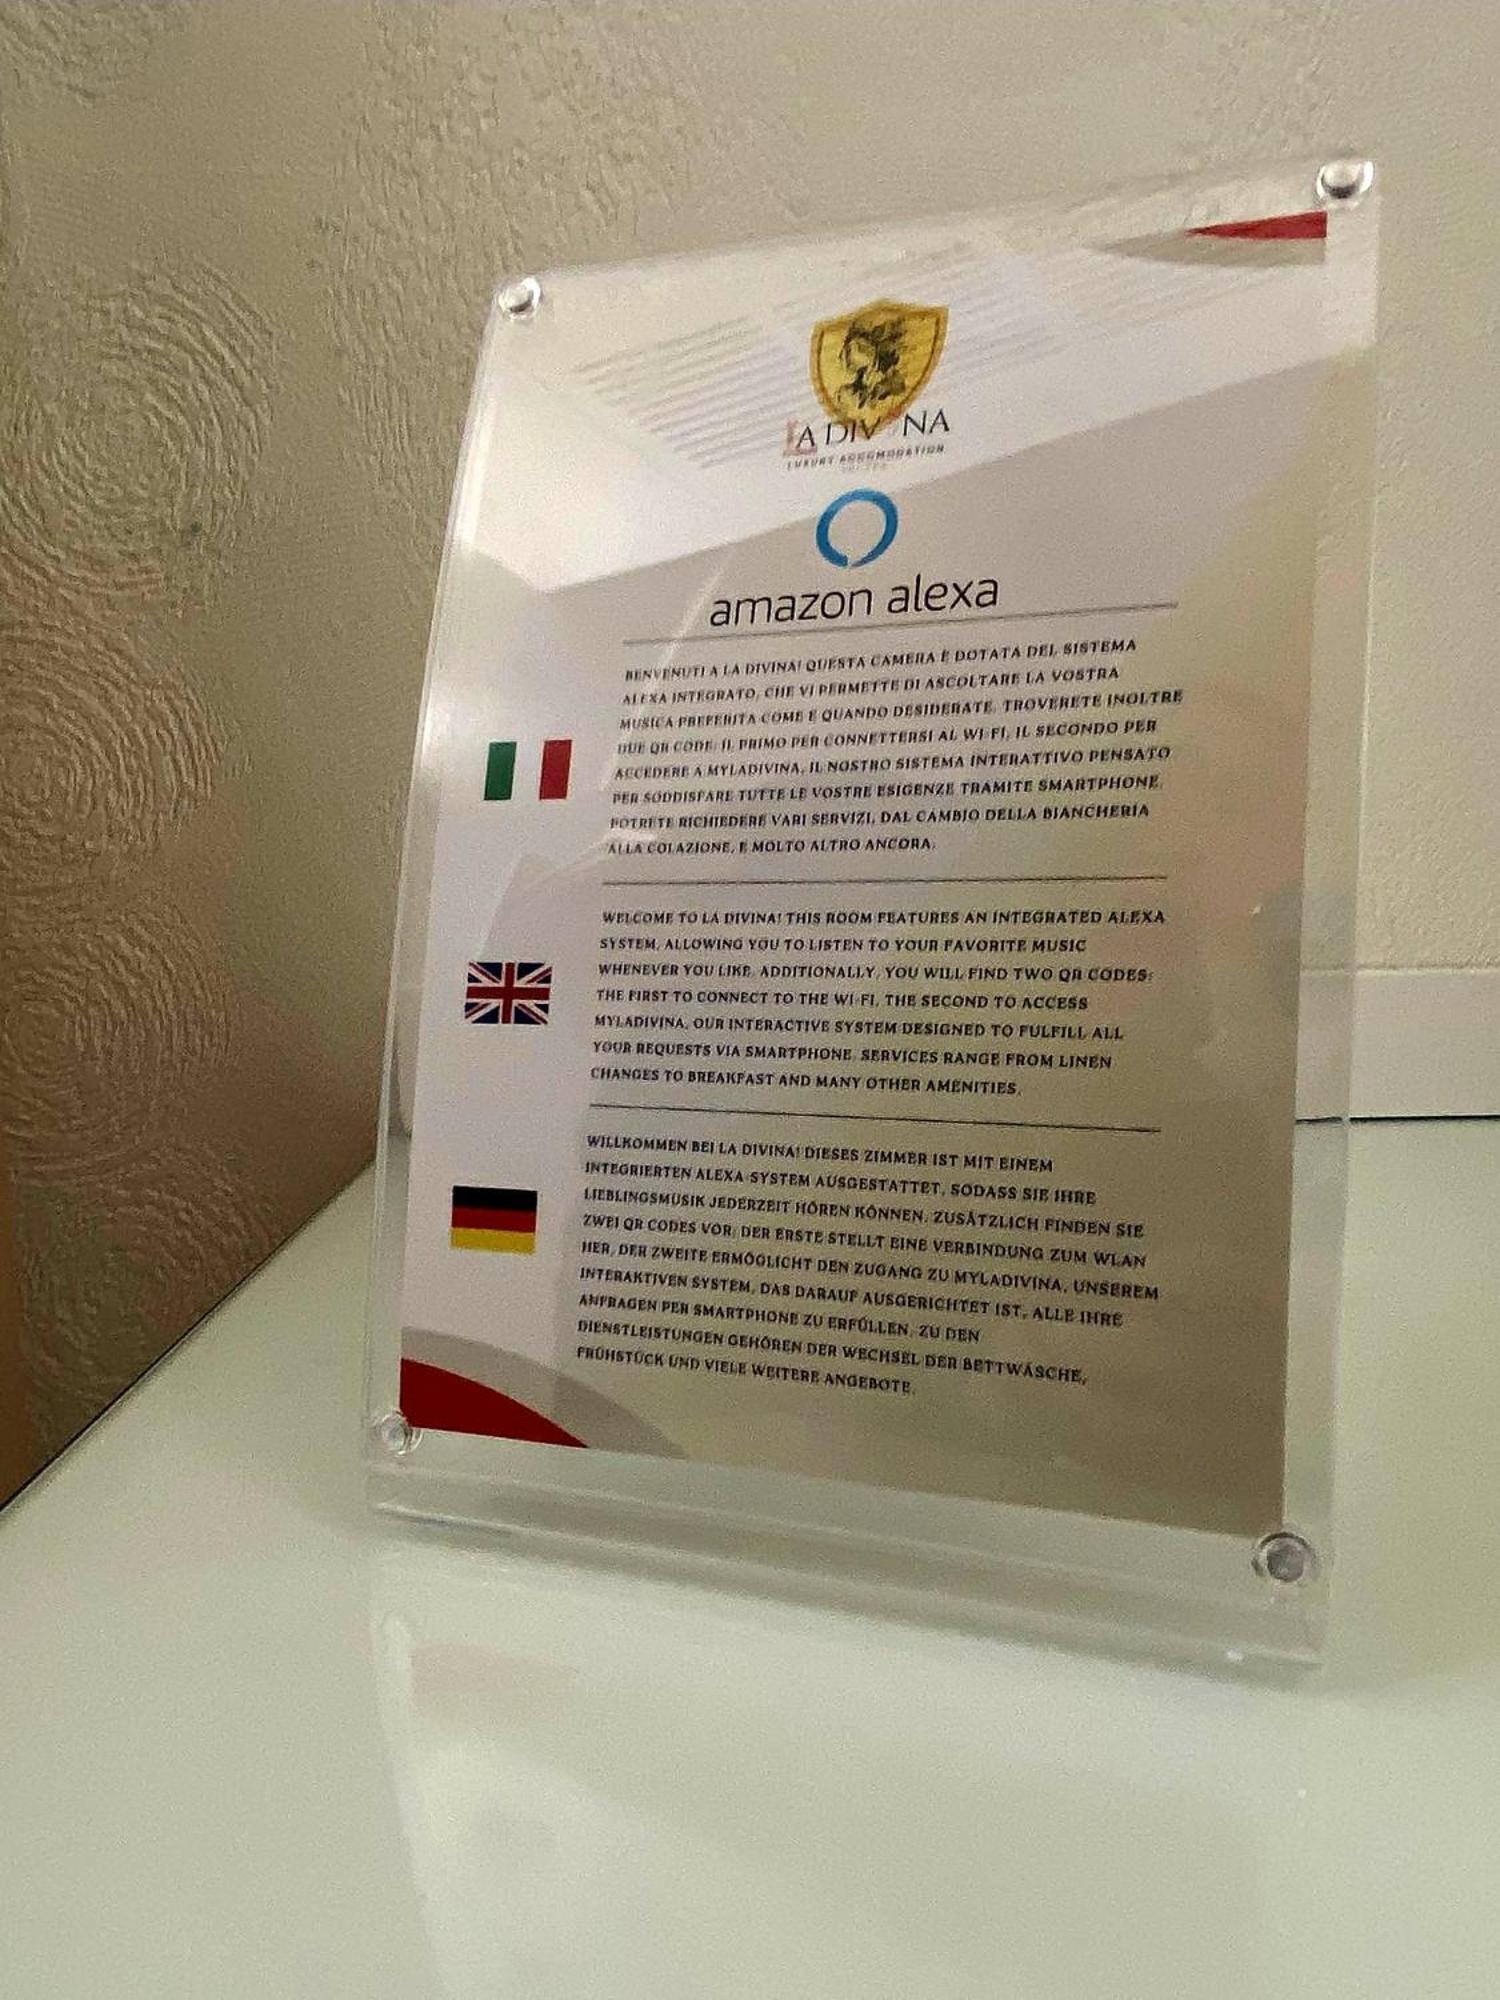 LA DIVINA
LUXURY ACCOMODATION
amazon alexa
BENVENUTI A LA DIVINA! QUESTA CAMERA È DOTATA DEL SISTEMA
ALEXA INTEGRATO, CHE VI PERMETTE DI ASCOLTARE LA VOSTRA
MUSICA PREFERITA COME E QUANDO DESIDERATE. TROVERETE INOLTRE
DUE QR CODE: IL PRIMO PER CONNETTERSI AL WI-FI, IL SECONDO PER
ACCEDERE A MYLADIVINA, IL NOSTRO SISTEMA INTERATTIVO PENSATO
PER SODDISFARE TUTTE LE VOSTRE ESIGENZE TRAMITE SMARTPHONE.
POTRETE RICHIEDERE VARI SERVIZI, DAL CAMBIO DELLA BIANCHERIA
ALLA COLAZIONE, E MOLTO ALTRO ANCORA.
WELCOME TO LA DIVINA! THIS ROOM FEATURES AN INTEGRATED ALEXA
SYSTEM, ALLOWING YOU TO LISTEN TO YOUR FAVORITE MUSIC
WHENEVER YOU LIKE. ADDITIONALLY, YOU WILL FIND TWO QR CODES:
THE FIRST TO CONNECT TO THE WI-FI, THE SECOND TO ACCESS
MYLADIVINA, OUR INTERACTIVE SYSTEM DESIGNED TO FULFILL ALL
YOUR REQUESTS VIA SMARTPHONE. SERVICES RANGE FROM LINEN
CHANGES TO BREAKFAST AND MANY OTHER AMENITIES.
WILLKOMMEN BEI LA DIVINA! DIESES ZIMMER IST MIT EINEM
INTEGRIERTEN ALEXA-SYSTEM AUSGESTATTET, SODASS SIE IHRE
LIEBLINGSMUSIK JEDERZEIT HÖREN KÖNNEN. ZUSÄTZLICH FINDEN SIE
ZWEI QR CODES VOR: DER ERSTE STELLT EINE VERBINDUNG ZUM WLAN
HER, DER ZWEITE ERMÖGLICHT DEN ZUGANG ZU MYLADIVINA, UNSEREM
INTERAKTIVEN SYSTEM, DAS DARAUF AUSGERICHTET IST, ALLE IHRE
ANFRAGEN PER SMARTPHONE ZU ERFÜLLEN. ZU DEN
DIENSTLEISTUNGEN GEHÖREN DER WECHSEL DER BETTWÄSCHE,
FRÜHSTÜCK UND VIELE WEITERE ANGEBOTE.